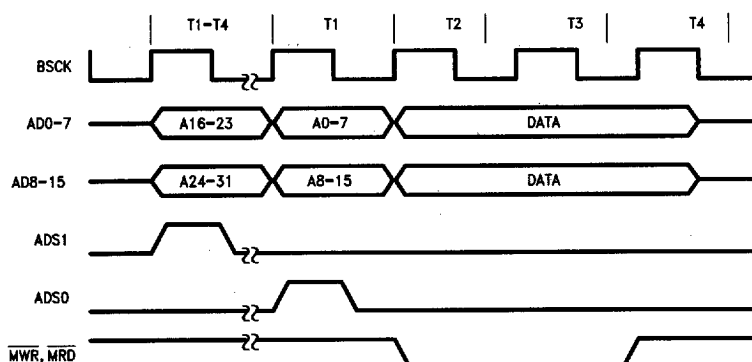 T1-T4 T1 T2 T3 T4
BSCK
AD0-7 A16-23 A0-7 DATA
AD8-15 A24-31 A8-15 DATA
ADS1
ADS0
MWR, MRD